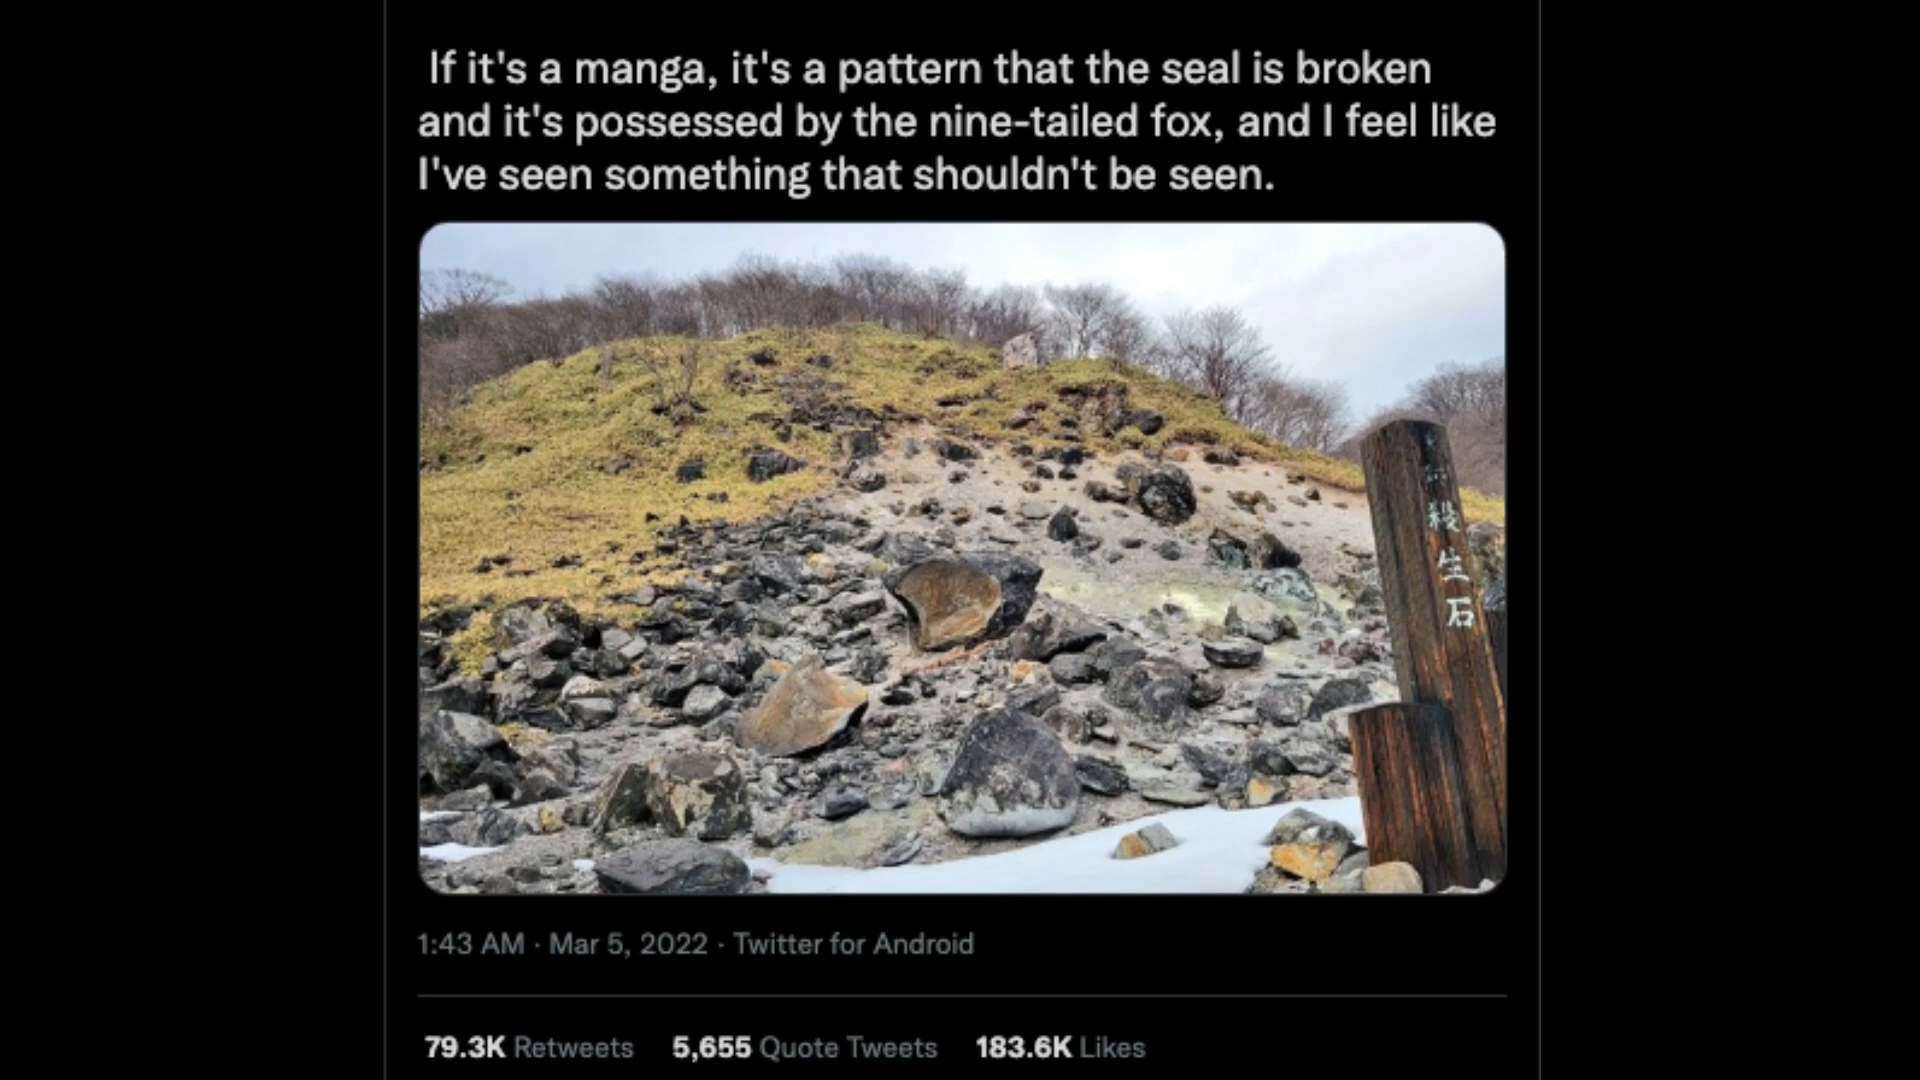 If it's a manga, it's a pattern that the seal is broken
and it's possessed by the nine-tailed fox, and I feel like
I've seen something that shouldn't be seen.
殺生石
1:43 AM · Mar 5, 2022 · Twitter for Android
79.3K Retweets 5,655 Quote Tweets 183.6K Likes